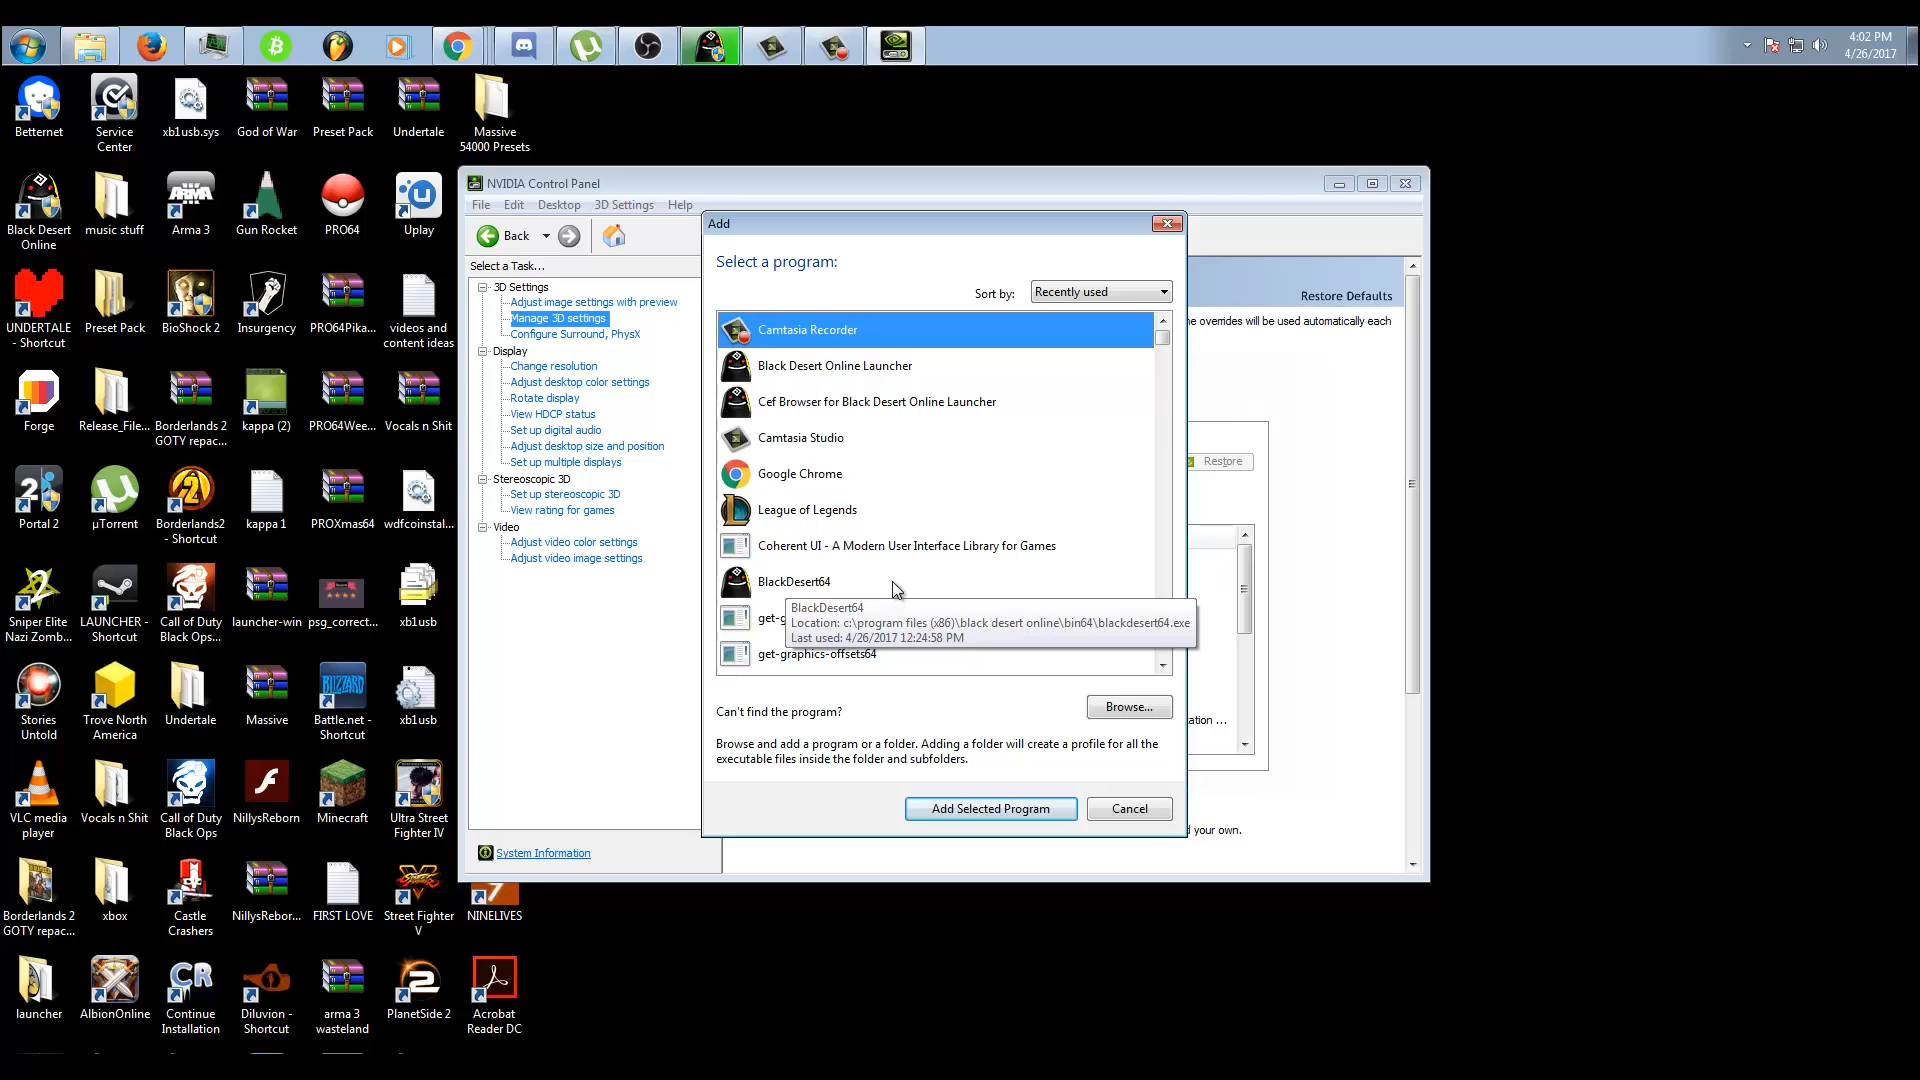 4:02 PM
4/26/2017
Betternet
Service
Center
xb1usb.sys
God of War
Preset Pack
Undertale
Massive
54000 Presets
Black Desert
Online
music stuff
Arma 3
Gun Rocket
PRO64
Uplay
UNDERTALE
- Shortcut
Preset Pack
BioShock 2
Insurgency
PRO64Pika...
videos and
content ideas
Forge
Release_File...
Borderlands 2
GOTY repac...
kappa (2)
PRO64Wee...
Vocals n Shit
Portal 2
µTorrent
Borderlands2
- Shortcut
kappa 1
PROXmas64
wdfcoinstal...
Sniper Elite
Nazi Zomb...
LAUNCHER -
Shortcut
Call of Duty
Black Ops...
launcher-win
psg_correct...
xb1usb
Stories
Untold
Trove North
America
Undertale
Massive
Battle.net -
Shortcut
xb1usb
VLC media
player
Vocals n Shit
Call of Duty
Black Ops
NillysReborn
Minecraft
Ultra Street
Fighter IV
Borderlands 2
GOTY repac...
xbox
Castle
Crashers
NillysRebor...
FIRST LOVE
Street Fighter
V
NINELIVES
launcher
AlbionOnline
Continue
Installation
Diluvion -
Shortcut
arma 3
wasteland
PlanetSide 2
Acrobat
Reader DC
NVIDIA Control Panel
File Edit Desktop 3D Settings Help
Back
Select a Task...
3D Settings
Adjust image settings with preview
Manage 3D settings
Configure Surround, PhysX
Display
Change resolution
Adjust desktop color settings
Rotate display
View HDCP status
Set up digital audio
Adjust desktop size and position
Set up multiple displays
Stereoscopic 3D
Set up stereoscopic 3D
View rating for games
Video
Adjust video color settings
Adjust video image settings
System Information
Restore Defaults
he overrides will be used automatically each
Restore
ation ...
d your own.
Add
Select a program:
Sort by: Recently used
Camtasia Recorder
Black Desert Online Launcher
Cef Browser for Black Desert Online Launcher
Camtasia Studio
Google Chrome
League of Legends
Coherent UI - A Modern User Interface Library for Games
BlackDesert64
get-g
BlackDesert64
Location: c:\program files (x86)\black desert online\bin64\blackdesert64.exe
Last used: 4/26/2017 12:24:58 PM
get-graphics-offsets64
Can't find the program?
Browse...
Browse and add a program or a folder. Adding a folder will create a profile for all the
executable files inside the folder and subfolders.
Add Selected Program
Cancel